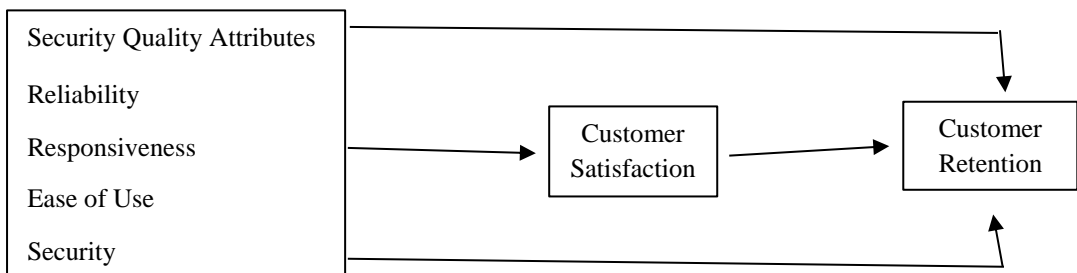 Security Quality Attributes
Reliability
Responsiveness
Ease of Use
Security
Customer
Satisfaction
Customer
Retention